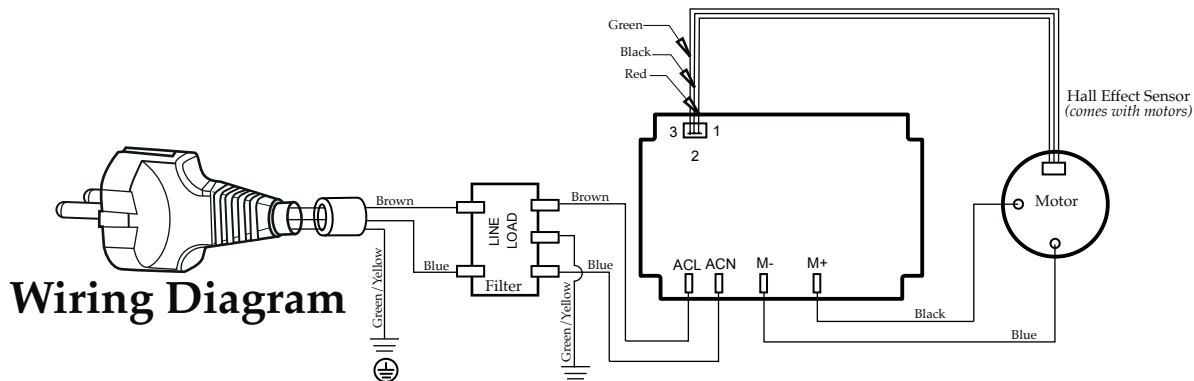 Green
Black
Red
Hall Effect Sensor
(comes with motors)
3
1
2
Brown
Brown
LINE
LOAD
Motor
Blue
Blue
Filter
ACL
ACN
M-
M+
Wiring Diagram
Green/Yellow
Green/Yellow
Black
Blue